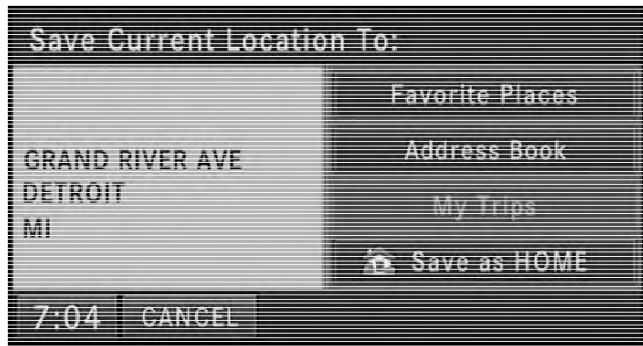 Save Current Location To:
GRAND RIVER AVE
DETROIT
MI
Favorite Places
Address Book
My Trips
Save as HOME
7:04
CANCEL